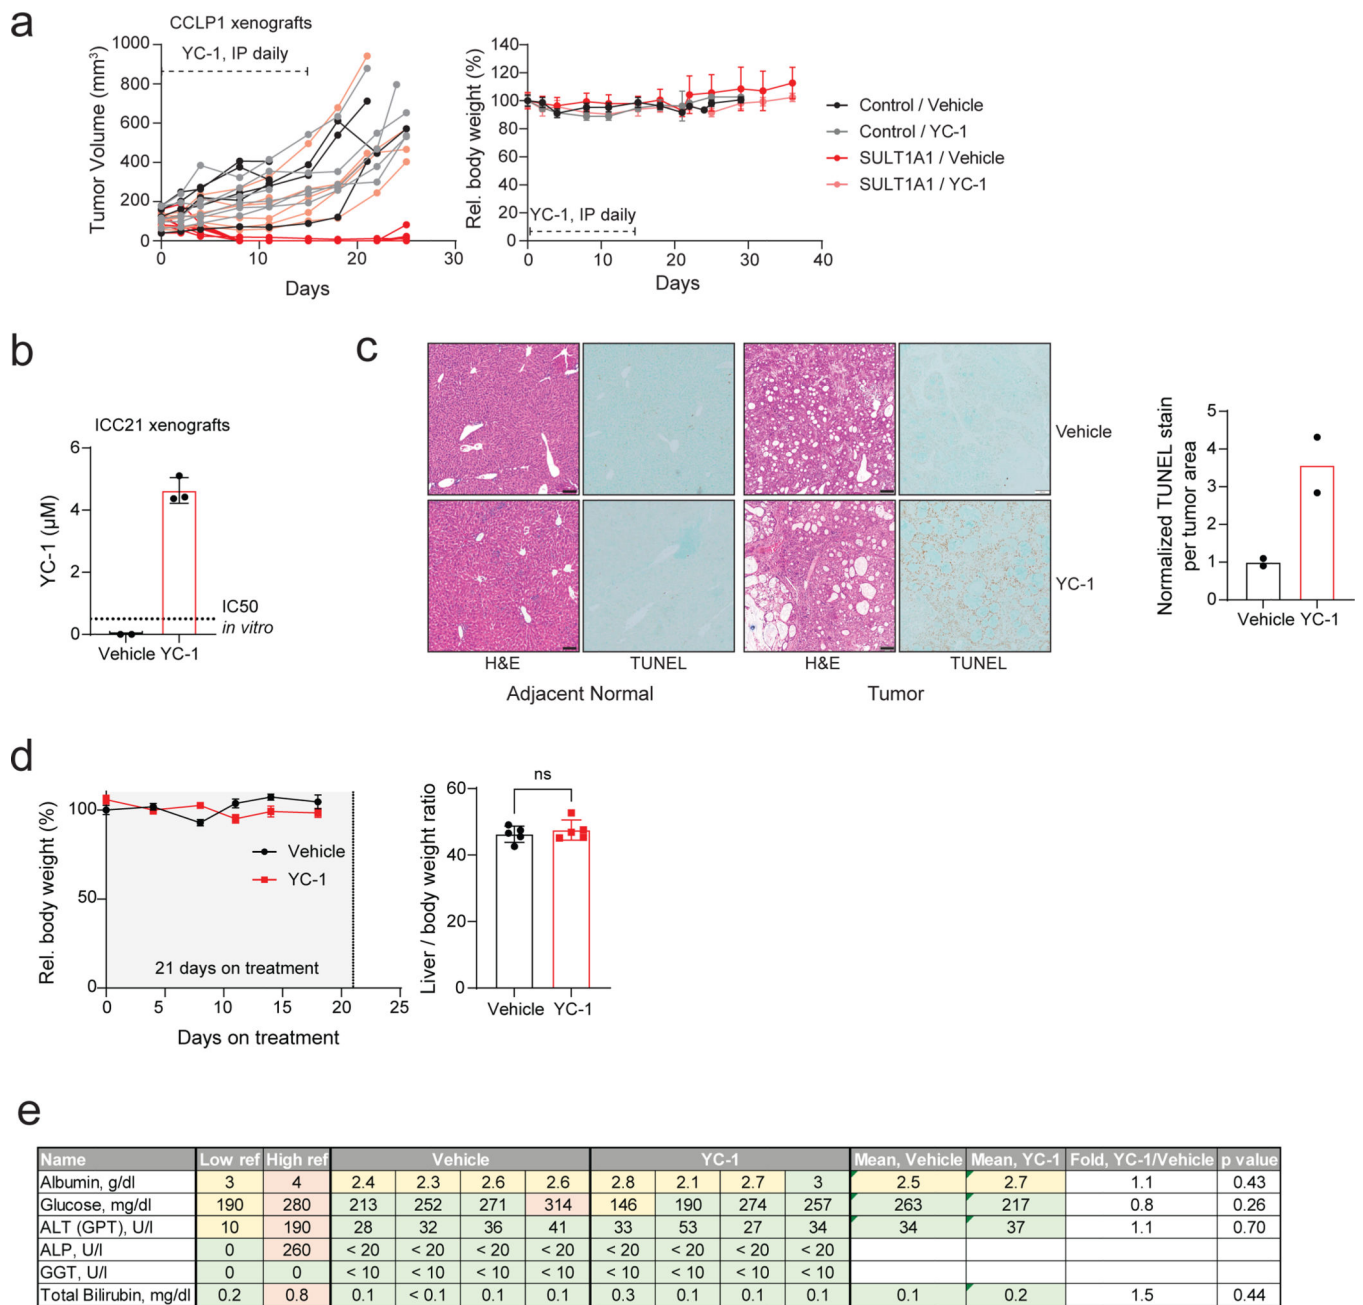 a
CCLP1 xenografts
YC-1, IP daily
Tumor Volume (mm³)
1000
800
600
400
200
0
0
10
20
30
Days
Rel. body weight (%)
140
120
100
80
60
40
20
0
YC-1, IP daily
0
10
20
30
40
Days
Control / Vehicle
Control / YC-1
SULT1A1 / Vehicle
SULT1A1 / YC-1
b
ICC21 xenografts
YC-1 (µM)
6
4
2
0
IC50
in vitro
Vehicle YC-1
c
Vehicle
YC-1
H&E
TUNEL
H&E
TUNEL
Adjacent Normal
Tumor
Normalized TUNEL stain
per tumor area
5
4
3
2
1
0
Vehicle YC-1
d
Rel. body weight (%)
100
50
0
Vehicle
YC-1
21 days on treatment
0
5
10
15
20
25
Days on treatment
Liver / body weight ratio
60
40
20
0
ns
Vehicle YC-1
e
Name Low ref High ref Vehicle YC-1 Mean, Vehicle Mean, YC-1 Fold, YC-1/Vehicle p value
Albumin, g/dl 3 4 2.4 2.3 2.6 2.6 2.8 2.1 2.7 3 2.5 2.7 1.1 0.43
Glucose, mg/dl 190 280 213 252 271 314 146 190 274 257 263 217 0.8 0.26
ALT (GPT), U/l 10 190 28 32 36 41 33 53 27 34 34 37 1.1 0.70
ALP, U/l 0 260 < 20 < 20 < 20 < 20 < 20 < 20 < 20 < 20
GGT, U/l 0 0 < 10 < 10 < 10 < 10 < 10 < 10 < 10 < 10
Total Bilirubin, mg/dl 0.2 0.8 0.1 < 0.1 0.1 0.1 0.3 0.1 0.1 0.1 0.1 0.2 1.5 0.44